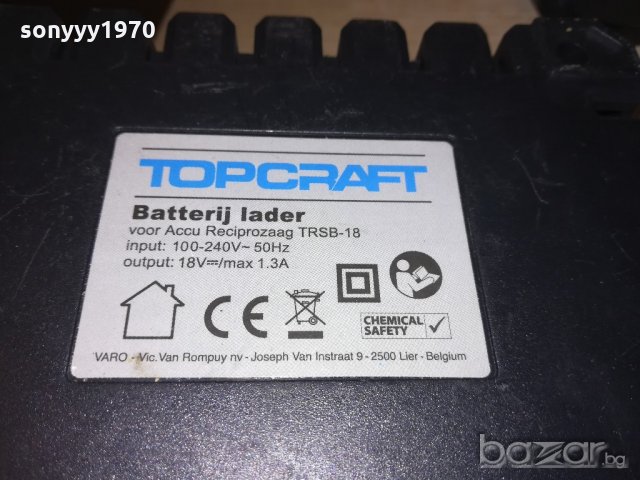 sonyyy1970
TOPCRAFT
Batterij lader
voor Accu Reciprozaag TRSB-18
input: 100-240V~ 50Hz
output: 18V⎓/max 1.3A
CE
CHEMICAL
SAFETY
VARO - Vic. Van Rompuy nv - Joseph Van Instraat 9 - 2500 Lier - Belgium
bazar.bg